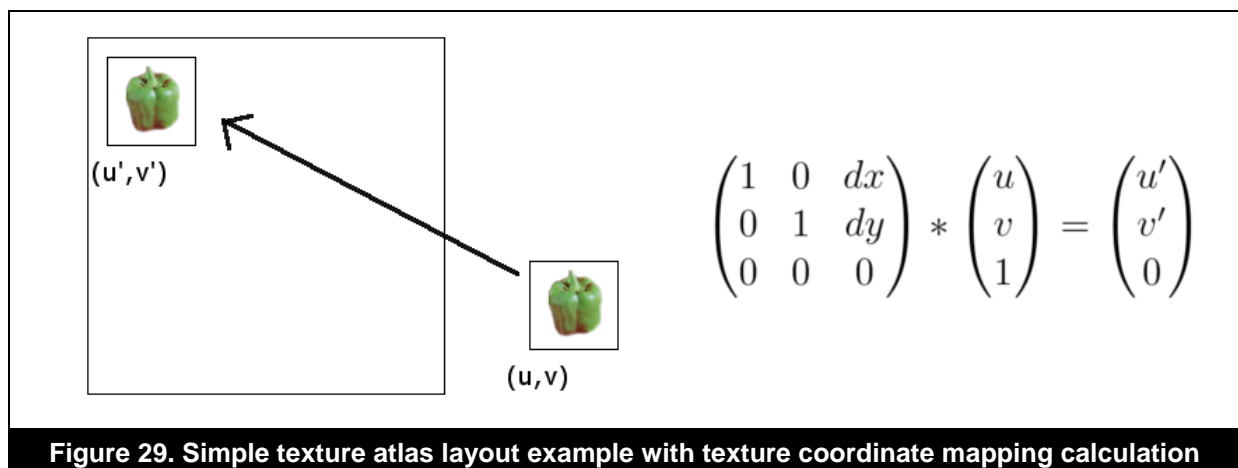 (u',v')
(u,v)
(1 0 dx
0 1 dy
0 0 0) * (u
v
1) = (u'
v'
0)
Figure 29. Simple texture atlas layout example with texture coordinate mapping calculation